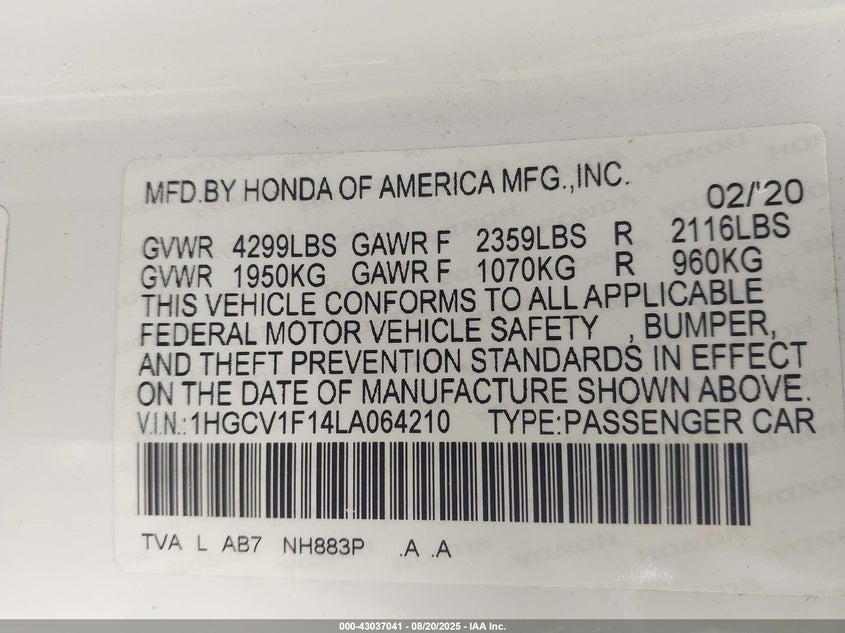 MFD.BY HONDA OF AMERICA MFG.,INC. 02/'20
GVWR 4299LBS GAWR F 2359LBS R 2116LBS
GVWR 1950KG GAWR F 1070KG R 960KG
THIS VEHICLE CONFORMS TO ALL APPLICABLE
FEDERAL MOTOR VEHICLE SAFETY , BUMPER,
AND THEFT PREVENTION STANDARDS IN EFFECT
ON THE DATE OF MANUFACTURE SHOWN ABOVE.
V.I.N.:1HGCV1F14LA064210 TYPE:PASSENGER CAR
TVA L AB7 NH883P .A .A
000-43037041 - 08/20/2025 - IAA Inc.